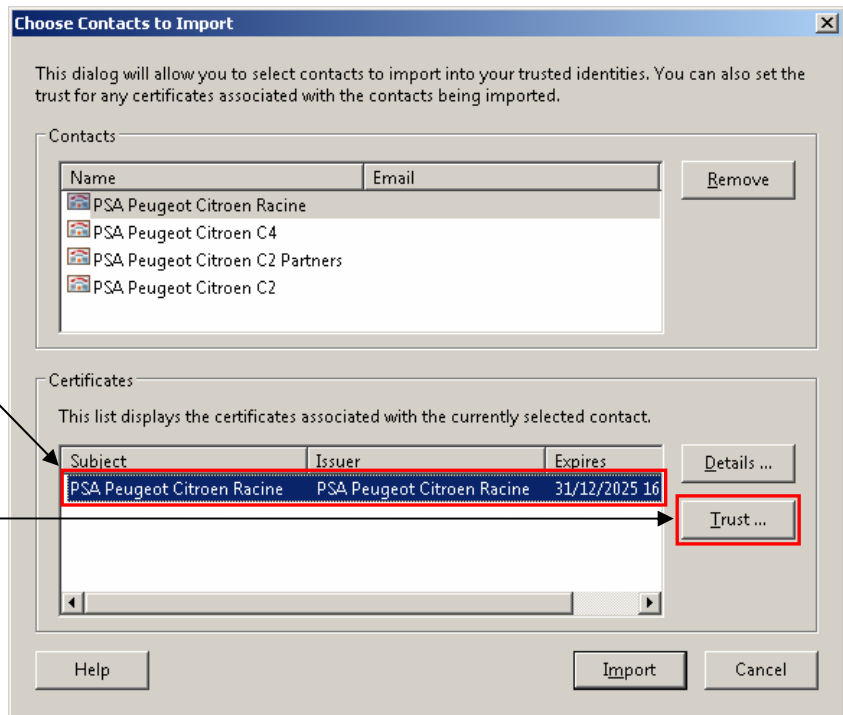 Choose Contacts to Import
This dialog will allow you to select contacts to import into your trusted identities. You can also set the
trust for any certificates associated with the contacts being imported.
Contacts
Name Email
Remove
PSA Peugeot Citroen Racine
PSA Peugeot Citroen C4
PSA Peugeot Citroen C2 Partners
PSA Peugeot Citroen C2
Certificates
This list displays the certificates associated with the currently selected contact.
Subject Issuer Expires
Details ...
PSA Peugeot Citroen Racine PSA Peugeot Citroen Racine 31/12/2025 16
Trust ...
Help Import Cancel